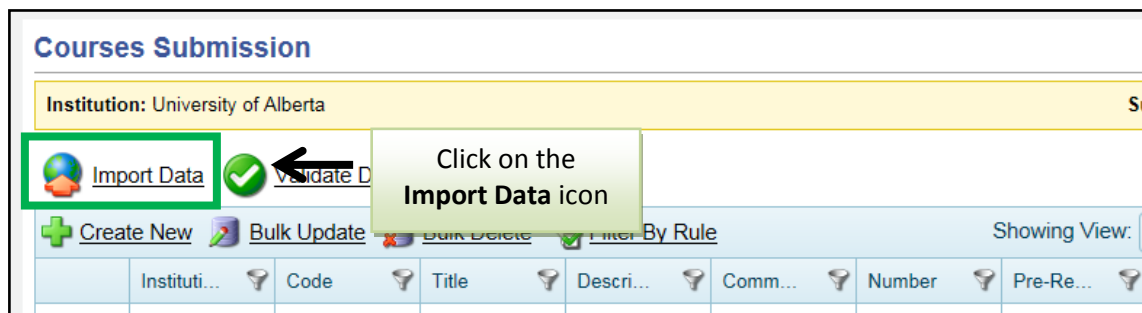 Courses Submission
Institution: University of Alberta
Import Data
Click on the
Import Data icon
Create New Bulk Update Bulk Delete Filter By Rule Showing View:
Instituti... Code Title Descri... Comm... Number Pre-Re...